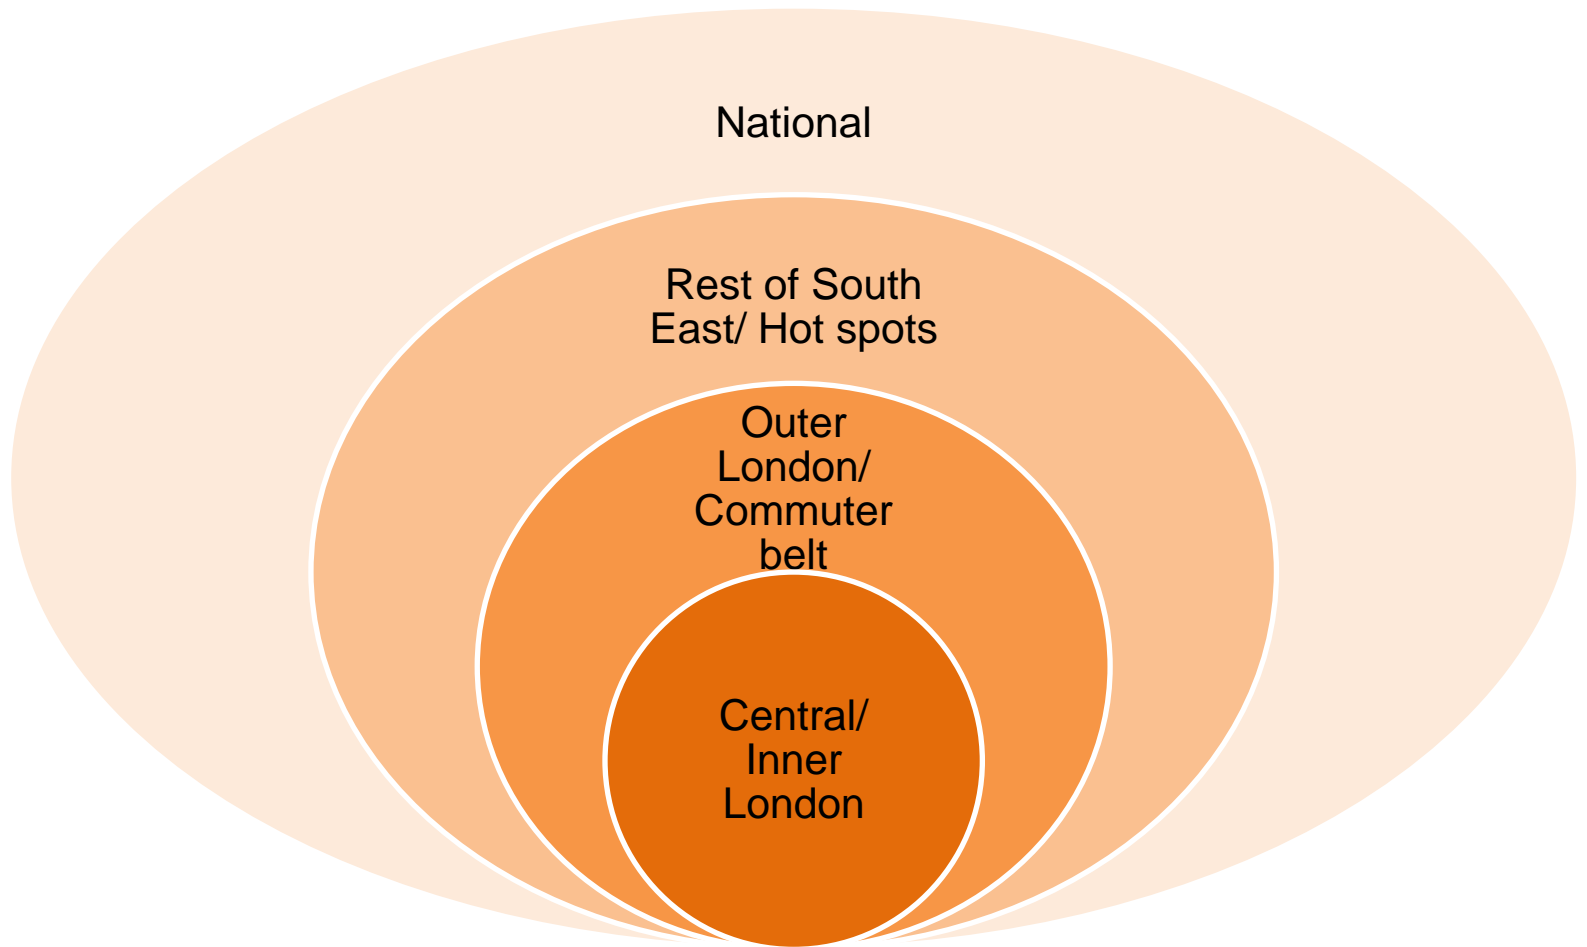 National
Rest of South
East/ Hot spots
Outer
London/
Commuter
belt
Central/
Inner
London